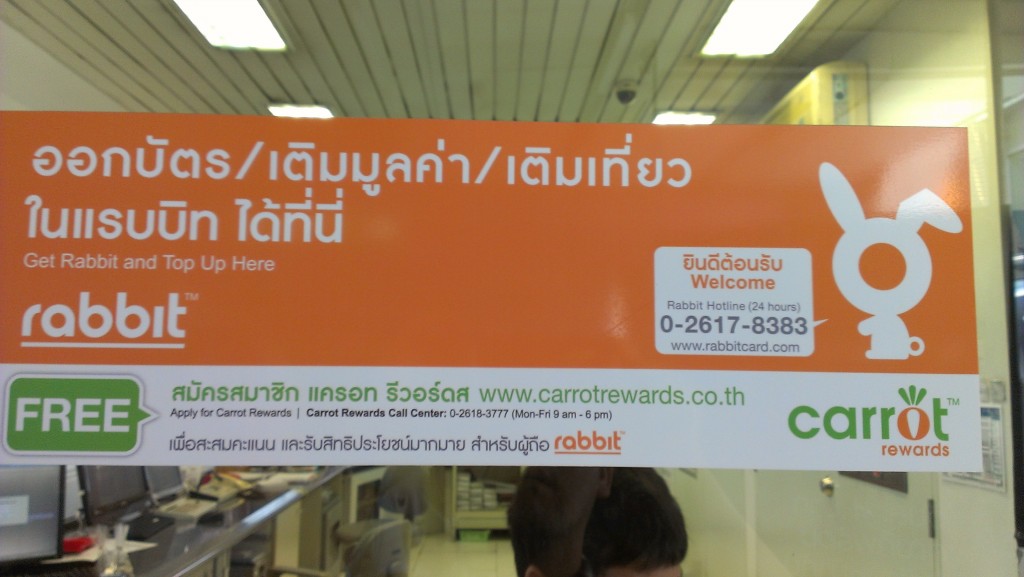 ออกบัตร/เติมมูลค่า/เติมเที่ยว
ในแรบบิท ได้ที่นี่
Get Rabbit and Top Up Here
rabbit™
ยินดีต้อนรับ
Welcome
Rabbit Hotline (24 hours)
0-2617-8383
www.rabbitcard.com
FREE
สมัครสมาชิก แครอท รีวอร์ดส www.carrotrewards.co.th
Apply for Carrot Rewards | Carrot Rewards Call Center: 0-2618-3777 (Mon-Fri 9 am - 6 pm)
เพื่อสะสมคะแนน และรับสิทธิประโยชน์มากมาย สำหรับผู้ถือ rabbit™
carrot™
rewards